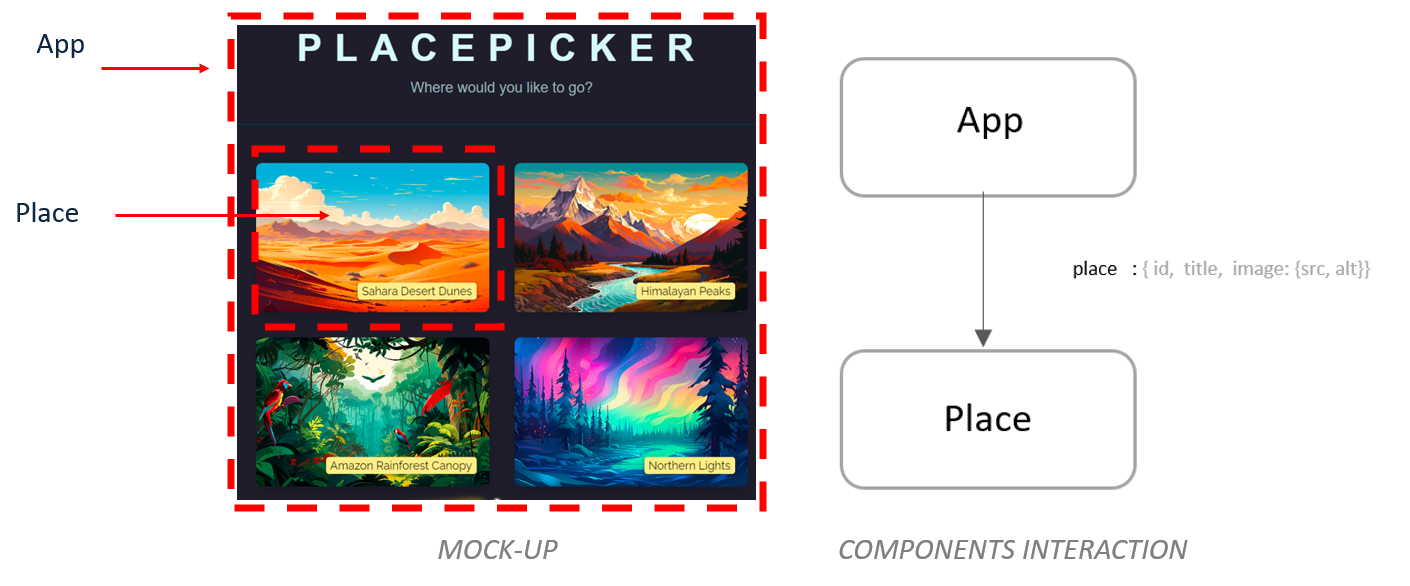 App
Place
PLACEPICKER
Where would you like to go?
Sahara Desert Dunes
Himalayan Peaks
Amazon Rainforest Canopy
Northern Lights
MOCK-UP
App
place : { id, title, image: {src, alt}}
Place
COMPONENTS INTERACTION